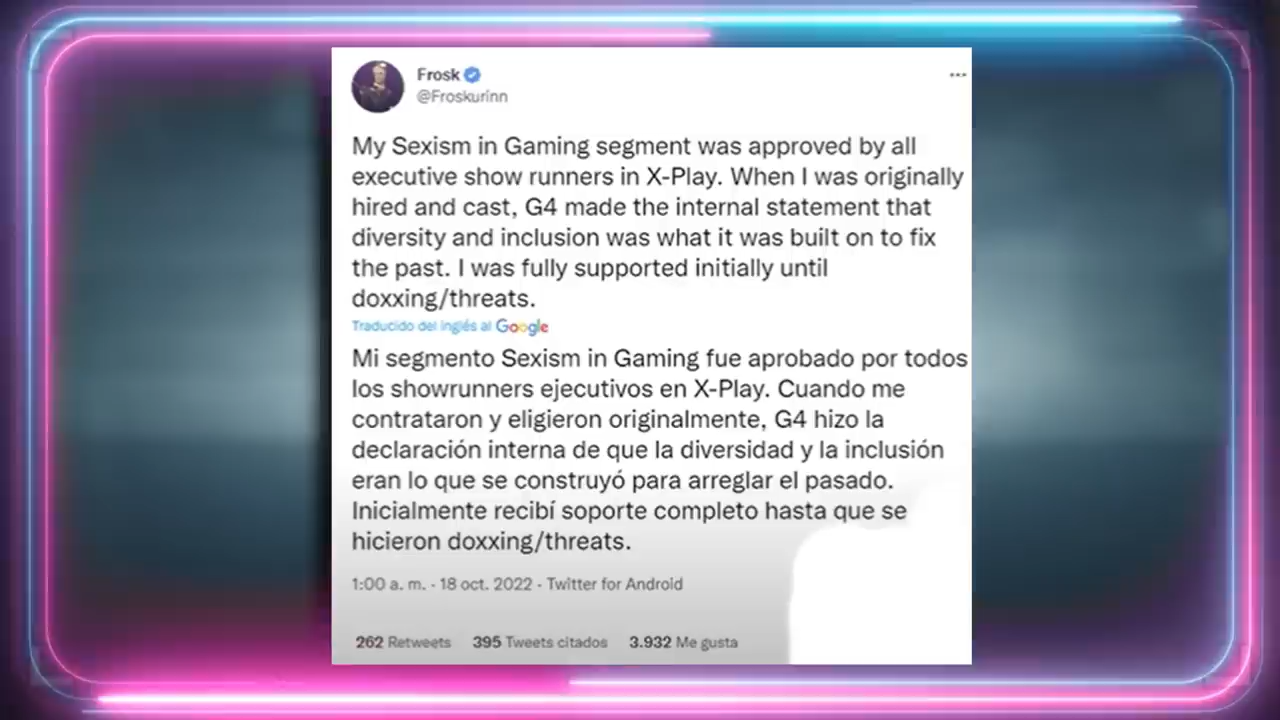 Frosk
@Froskurinn
My Sexism in Gaming segment was approved by all
executive show runners in X-Play. When I was originally
hired and cast, G4 made the internal statement that
diversity and inclusion was what it was built on to fix
the past. I was fully supported initially until
doxxing/threats.
Traducido del inglés al Google
Mi segmento Sexism in Gaming fue aprobado por todos
los showrunners ejecutivos en X-Play. Cuando me
contrataron y eligieron originalmente, G4 hizo la
declaración interna de que la diversidad y la inclusión
eran lo que se construyó para arreglar el pasado.
Inicialmente recibí soporte completo hasta que se
hicieron doxxing/threats.
1:00 a. m. · 18 oct. 2022 · Twitter for Android
262 Retweets 395 Tweets citados 3.932 Me gusta